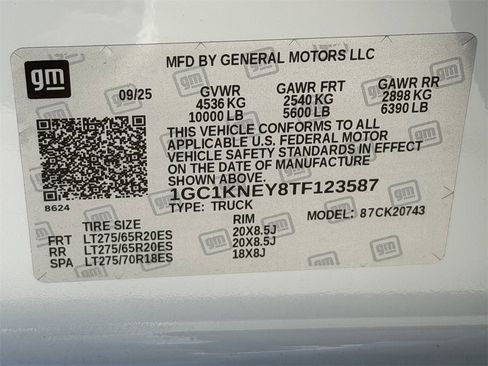 gm
MFD BY GENERAL MOTORS LLC
09/25 GVWR GAWR FRT GAWR RR
4536 KG 2540 KG 2898 KG
10000 LB 5600 LB 6390 LB
THIS VEHICLE CONFORMS TO ALL
APPLICABLE U.S. FEDERAL MOTOR
VEHICLE SAFETY STANDARDS IN EFFECT
ON THE DATE OF MANUFACTURE
SHOWN ABOVE.
1GC1KNEY8TF123587
8624 TYPE: TRUCK MODEL: 87CK20743
TIRE SIZE RIM
FRT LT275/65R20ES 20X8.5J
RR LT275/65R20ES 20X8.5J
SPA LT275/70R18ES 18X8J